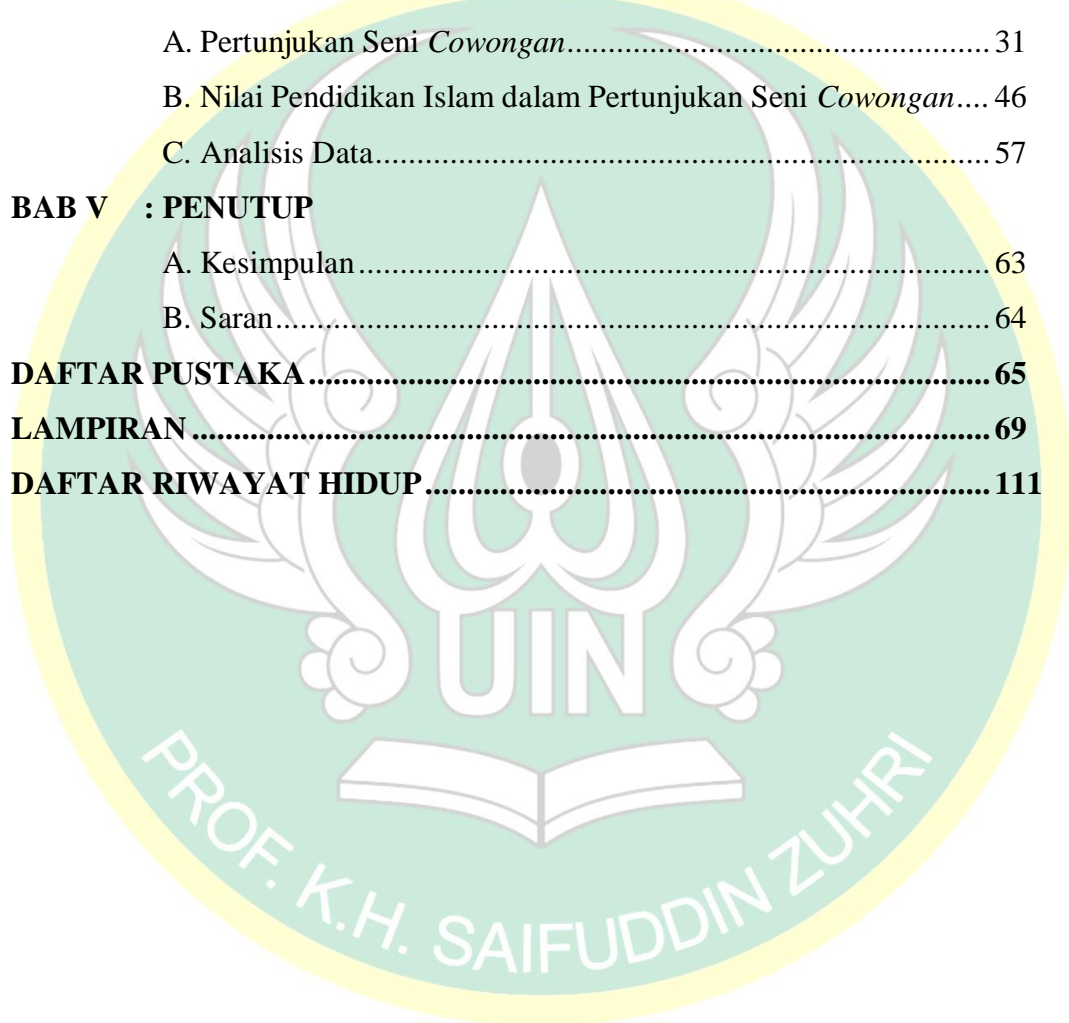 A. Pertunjukan Seni Cowongan........................................................ 31
B. Nilai Pendidikan Islam dalam Pertunjukan Seni Cowongan.... 46
C. Analisis Data.................................................................................. 57
BAB V : PENUTUP
A. Kesimpulan.................................................................................... 63
B. Saran............................................................................................... 64
DAFTAR PUSTAKA.......................................................................................... 65
LAMPIRAN......................................................................................................... 69
DAFTAR RIWAYAT HIDUP........................................................................... 111
UIN
PROF. K.H. SAIFUDDIN ZUHRI